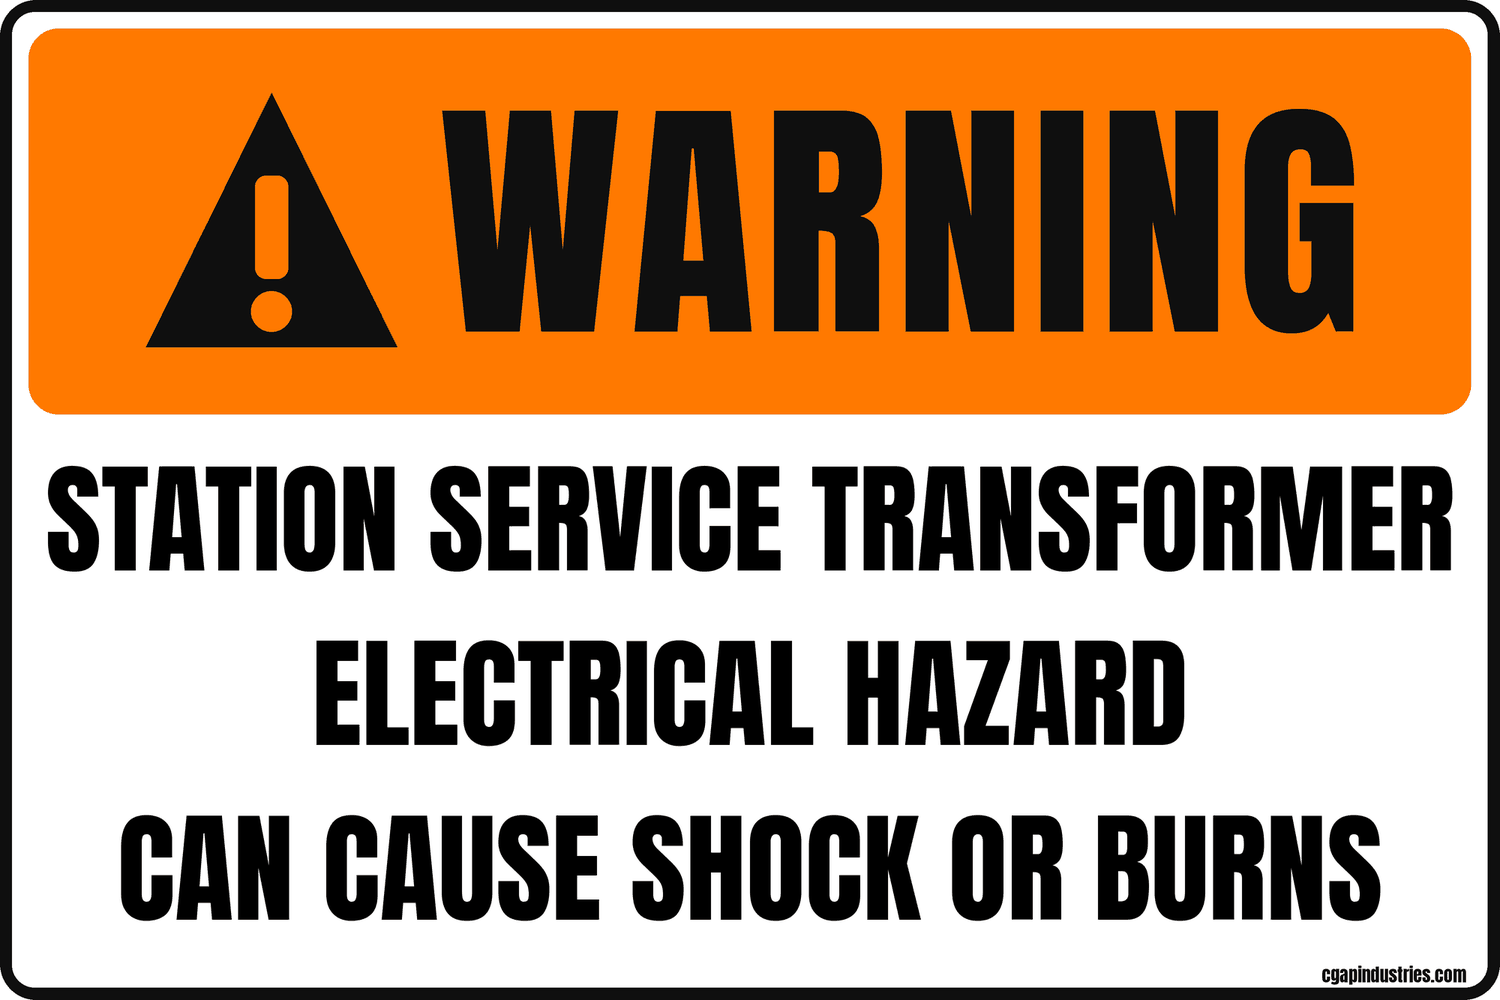 WARNING
STATION SERVICE TRANSFORMER
ELECTRICAL HAZARD
CAN CAUSE SHOCK OR BURNS
cgapindustries.com